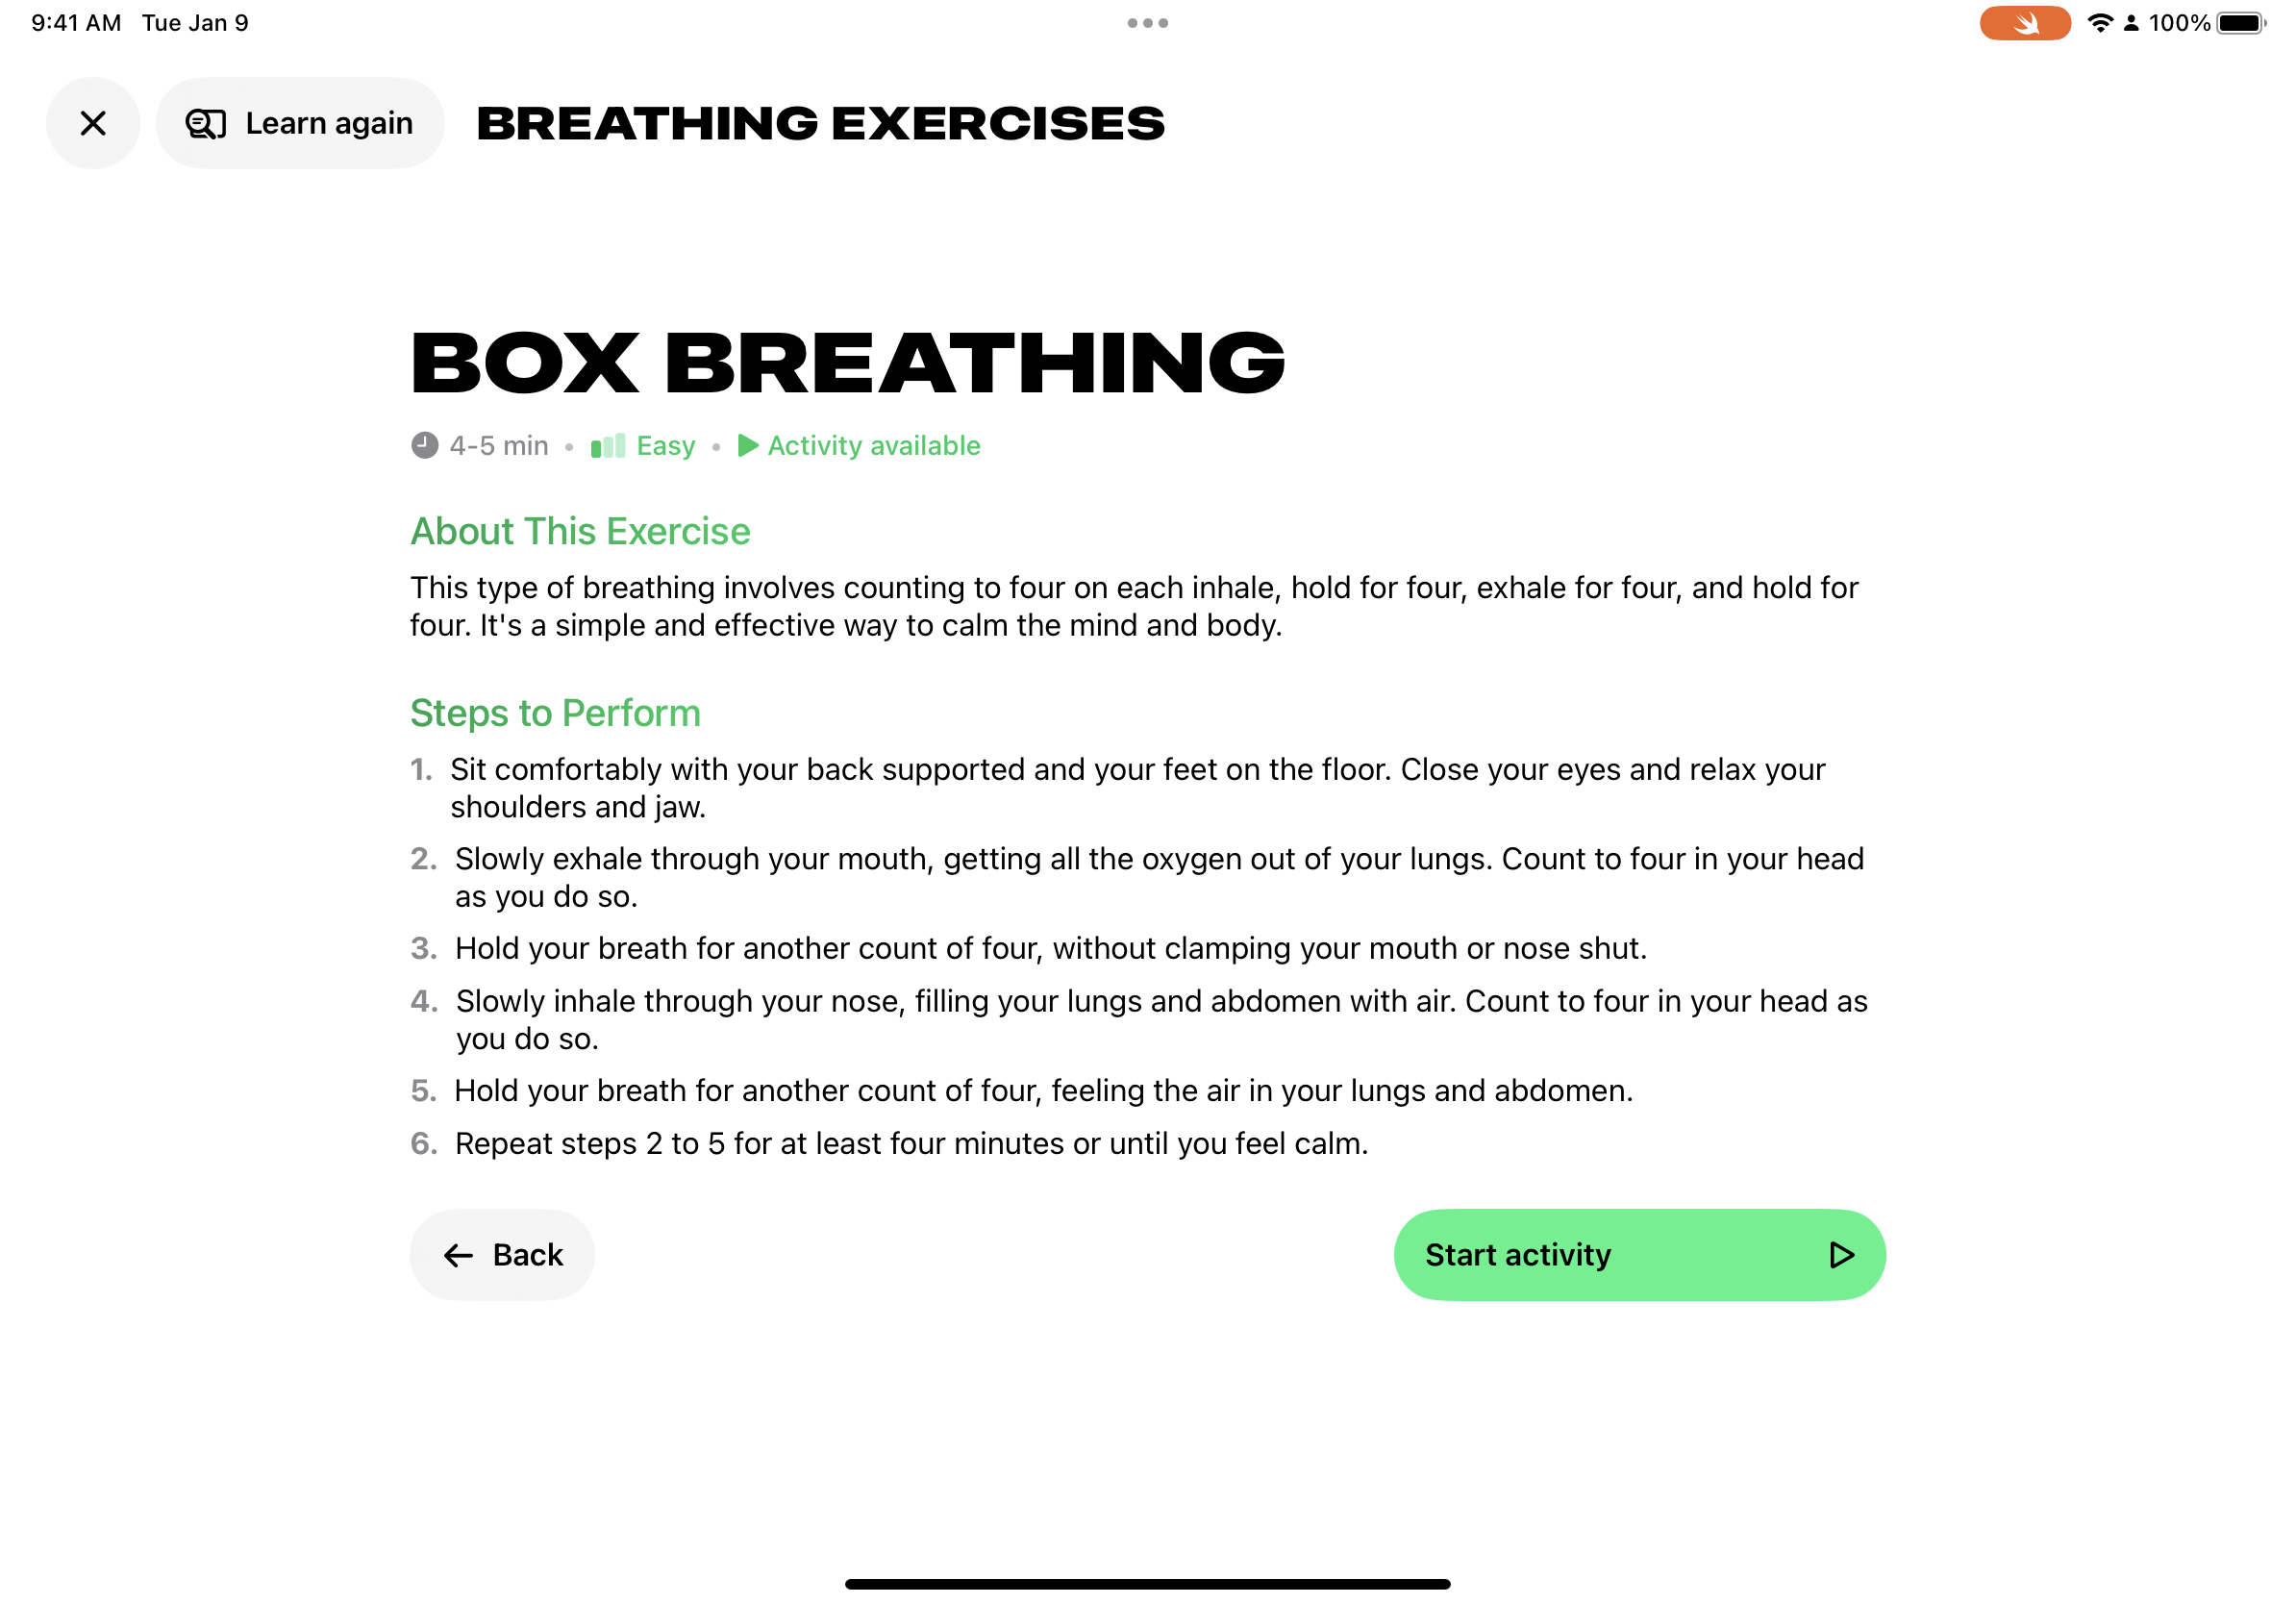 9:41 AM Tue Jan 9
100%
Learn again
BREATHING EXERCISES
BOX BREATHING
4-5 min • Easy • Activity available
About This Exercise
This type of breathing involves counting to four on each inhale, hold for four, exhale for four, and hold for
four. It's a simple and effective way to calm the mind and body.
Steps to Perform
1. Sit comfortably with your back supported and your feet on the floor. Close your eyes and relax your
shoulders and jaw.
2. Slowly exhale through your mouth, getting all the oxygen out of your lungs. Count to four in your head
as you do so.
3. Hold your breath for another count of four, without clamping your mouth or nose shut.
4. Slowly inhale through your nose, filling your lungs and abdomen with air. Count to four in your head as
you do so.
5. Hold your breath for another count of four, feeling the air in your lungs and abdomen.
6. Repeat steps 2 to 5 for at least four minutes or until you feel calm.
Back
Start activity